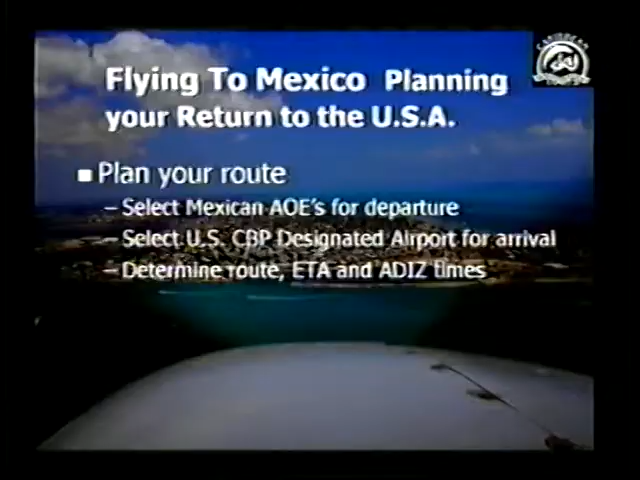 Flying To Mexico Planning
your Return to the U.S.A.
Plan your route
– Select Mexican AOE's for departure
– Select U.S. CBP Designated Airport for arrival
– Determine route, ETA and ADIZ times
CARIBBEAN